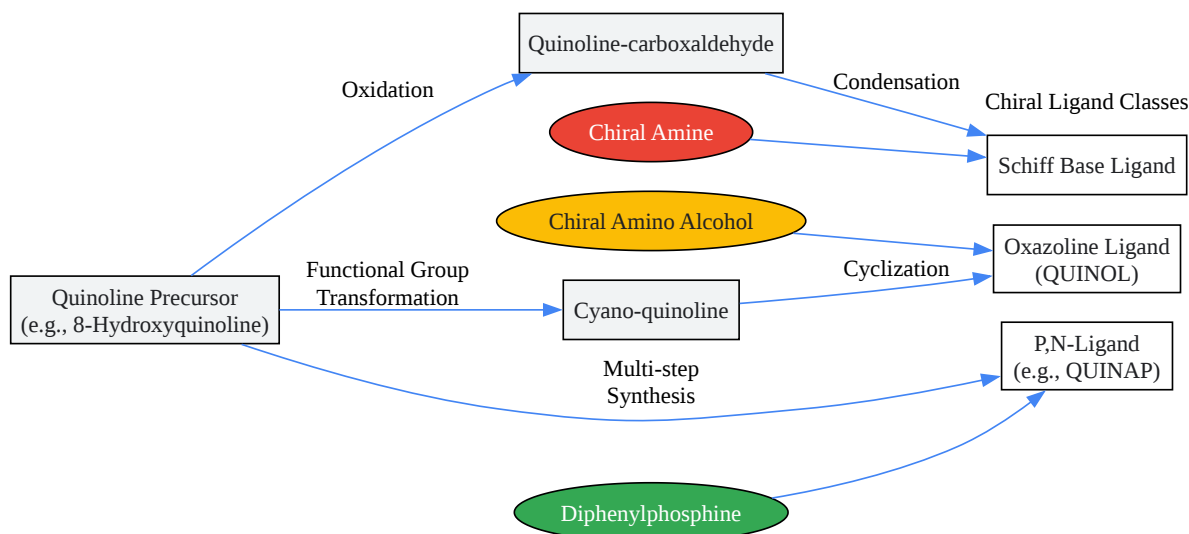 Quinoline-carboxaldehyde
Oxidation
Condensation
Chiral Ligand Classes
Chiral Amine
Schiff Base Ligand
Chiral Amino Alcohol
Oxazoline Ligand
(QUINOL)
Functional Group
Transformation
Cyclization
Quinoline Precursor
(e.g., 8-Hydroxyquinoline)
Cyano-quinoline
P,N-Ligand
(e.g., QUINAP)
Multi-step
Synthesis
Diphenylphosphine